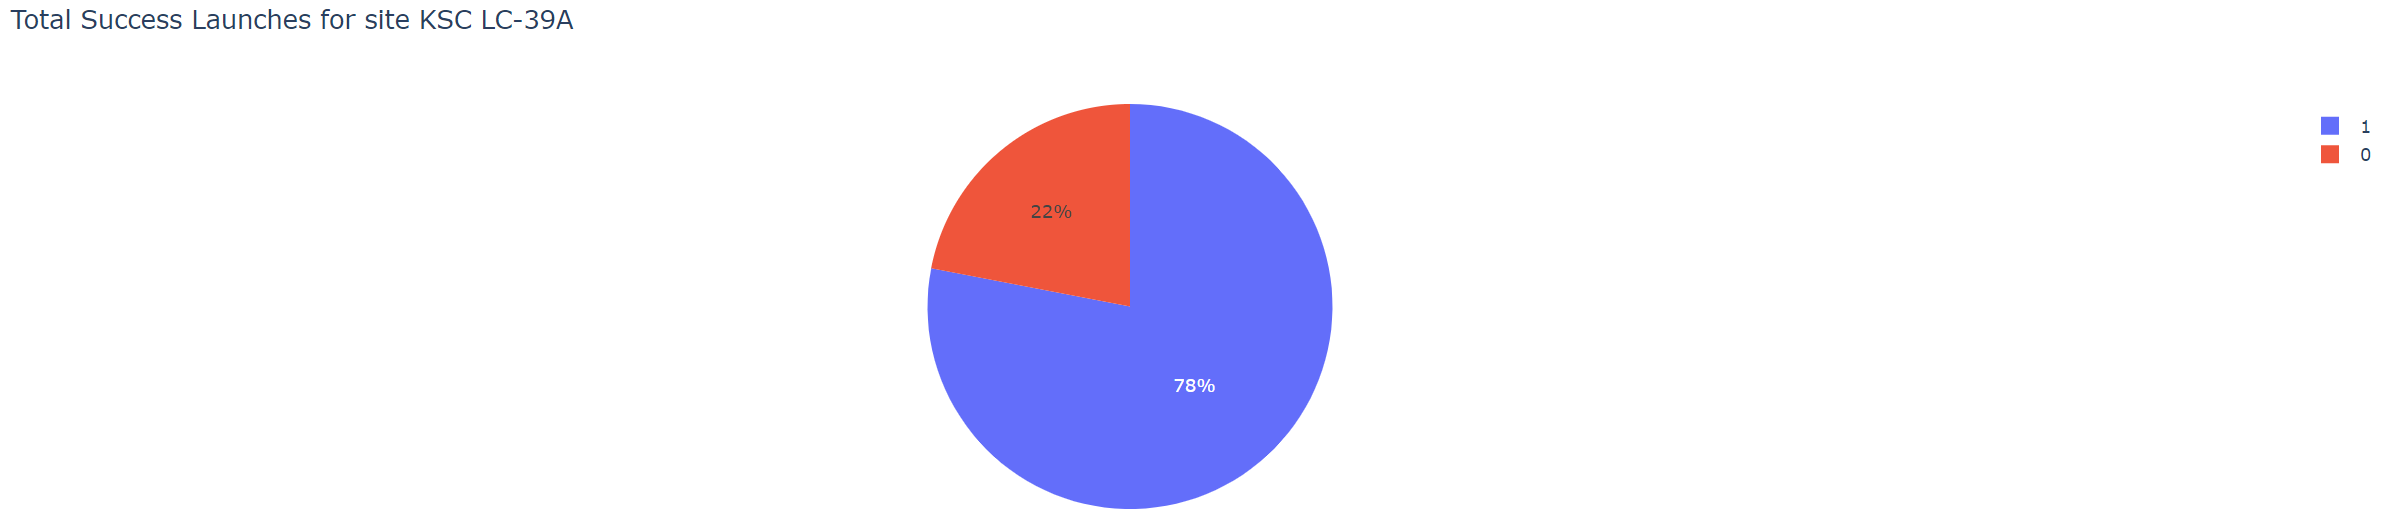 Total Success Launches for site KSC LC-39A
1
0
22%
78%